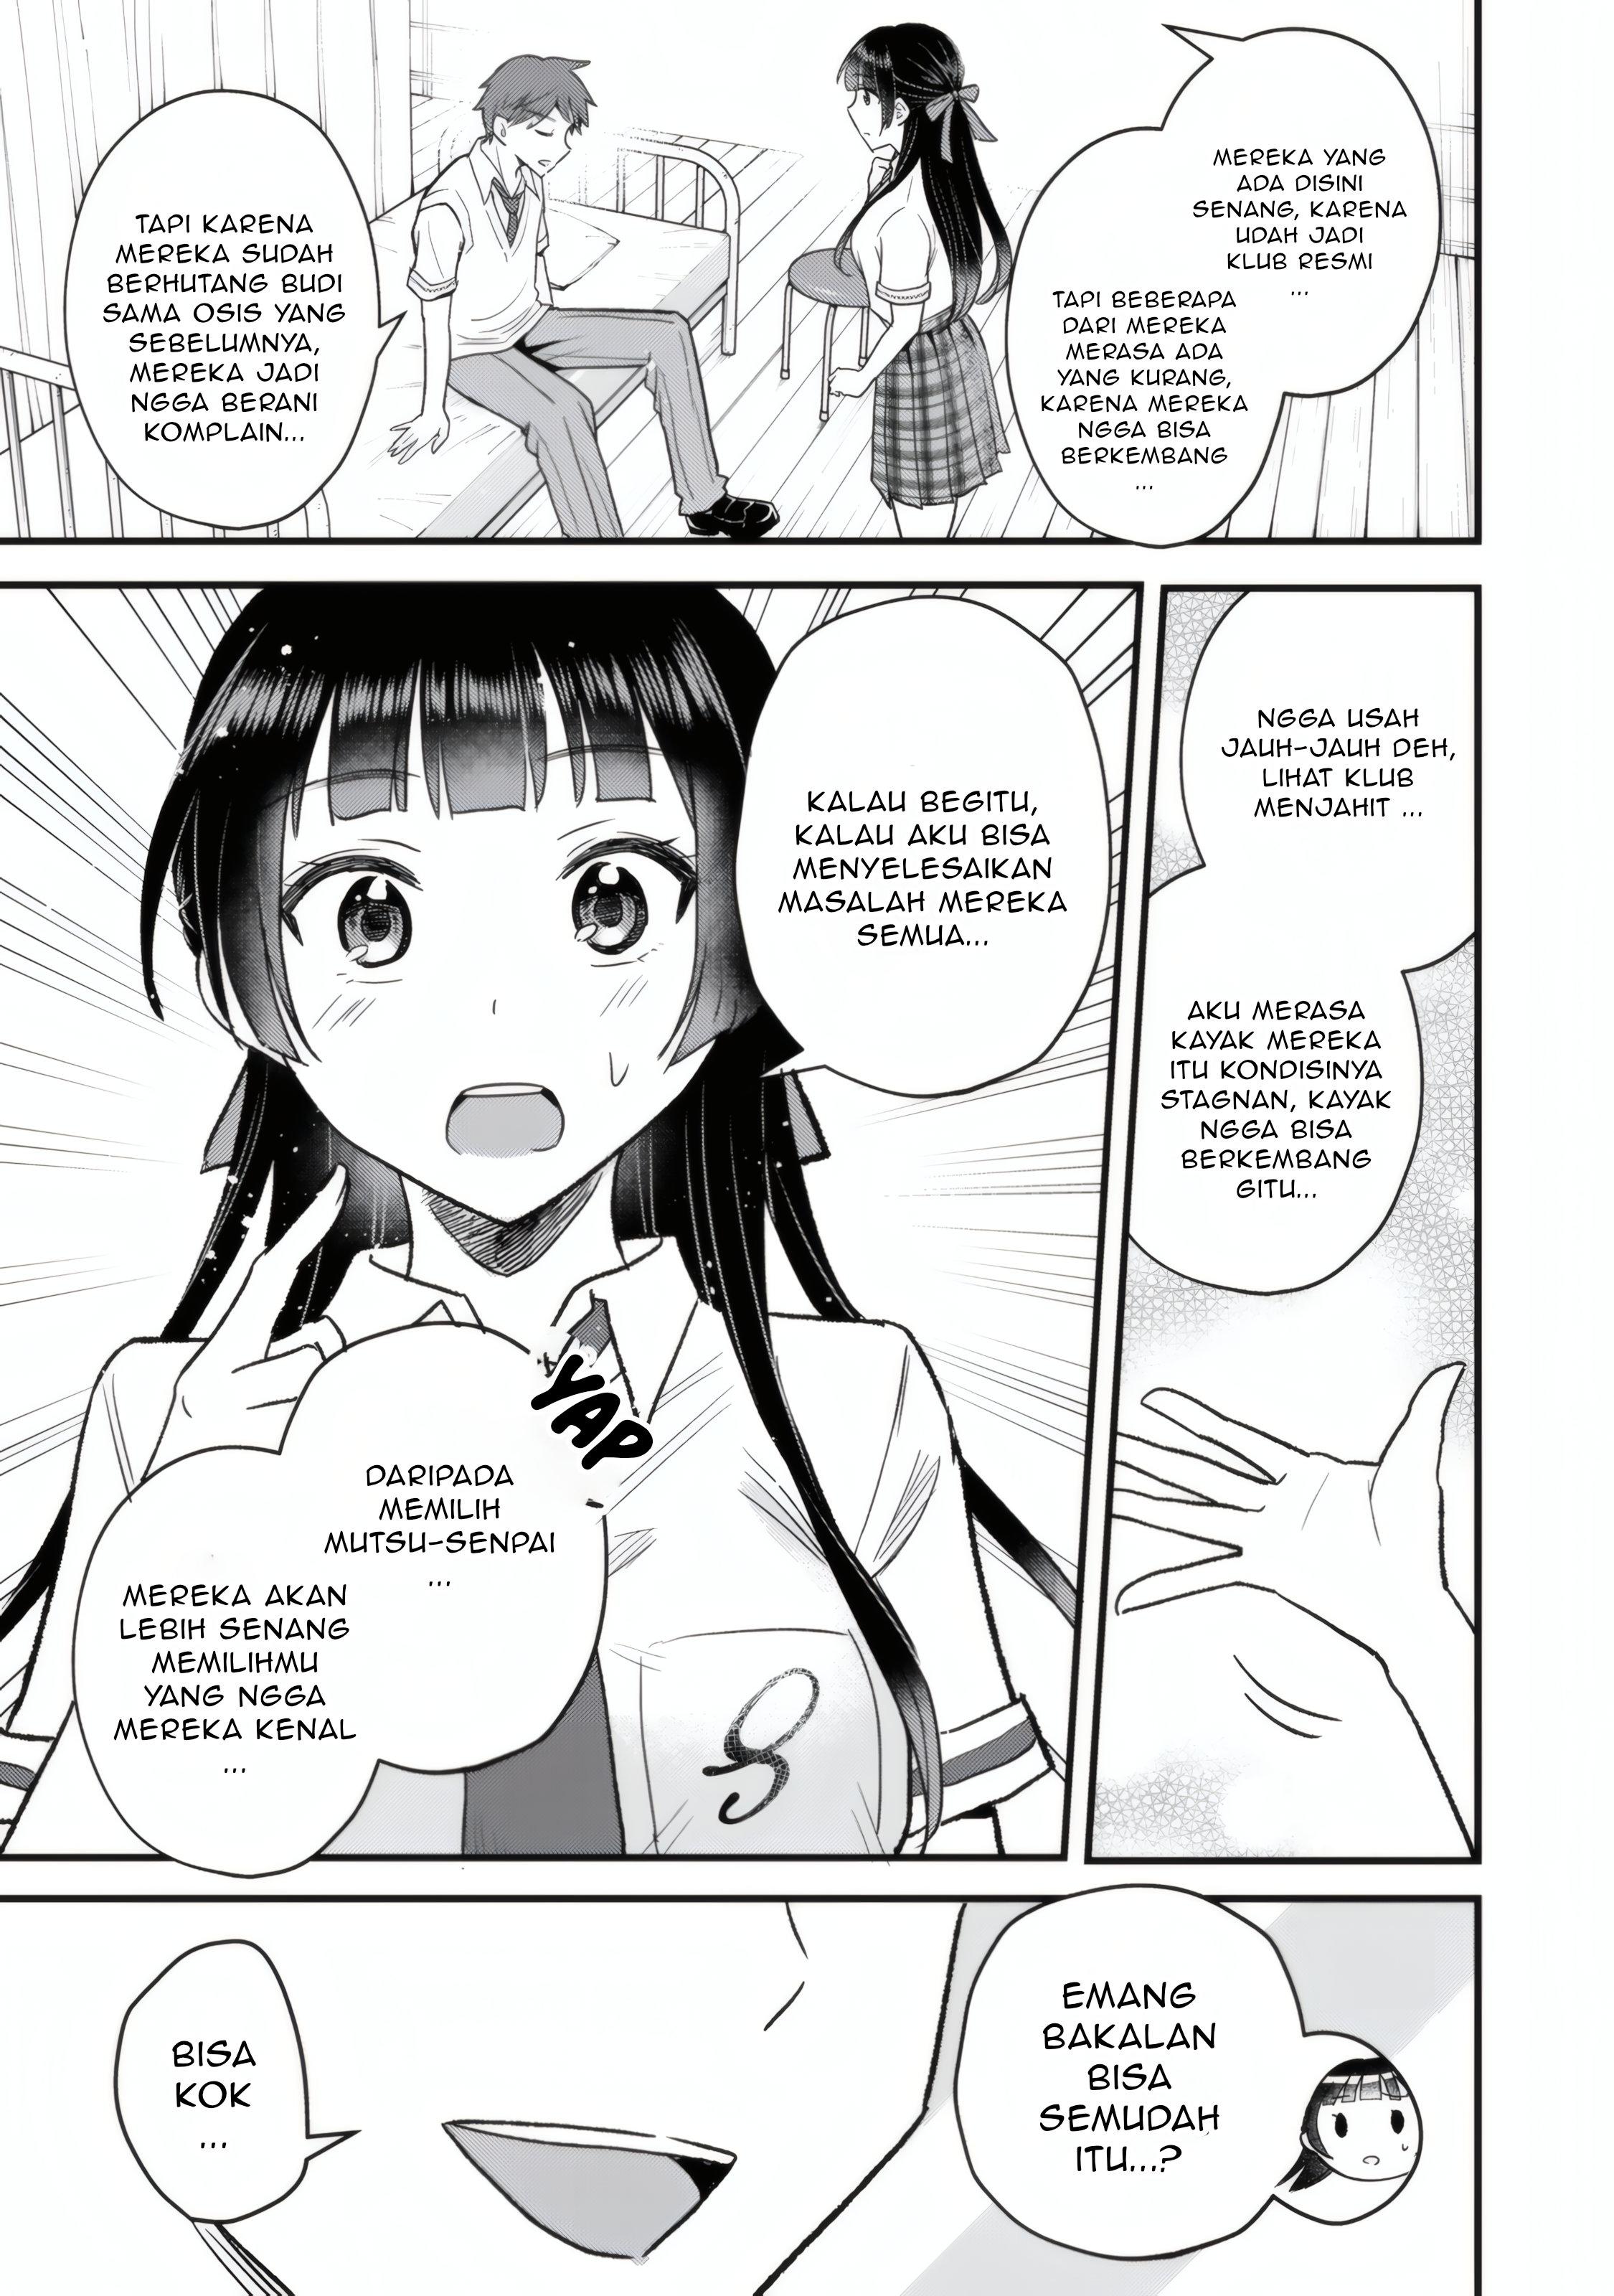 MEREKA YANG
ADA DISINI
SENANG, KARENA
UDAH JADI
KLUB RESMI
...
TAPI BEBERAPA
DARI MEREKA
MERASA ADA
YANG KURANG,
KARENA MEREKA
NGGA BISA
BERKEMBANG
...
TAPI KARENA
MEREKA SUDAH
BERHUTANG BUDI
SAMA OSIS YANG
SEBELUMNYA,
MEREKA JADI
NGGA BERANI
KOMPLAIN...
NGGA USAH
JAUH-JAUH DEH,
LIHAT KLUB
MENJAHIT ...
AKU MERASA
KAYAK MEREKA
ITU KONDISINYA
STAGNAN, KAYAK
NGGA BISA
BERKEMBANG
GITU...
KALAU BEGITU,
KALAU AKU BISA
MENYELESAIKAN
MASALAH MEREKA
SEMUA...
YAP
DARIPADA
MEMILIH
MUTSU-SENPAI
...
MEREKA AKAN
LEBIH SENANG
MEMILIHMU
YANG NGGA
MEREKA KENAL
...
S
EMANG
BAKALAN
BISA
SEMUDAH
ITU...?
BISA
KOK
...